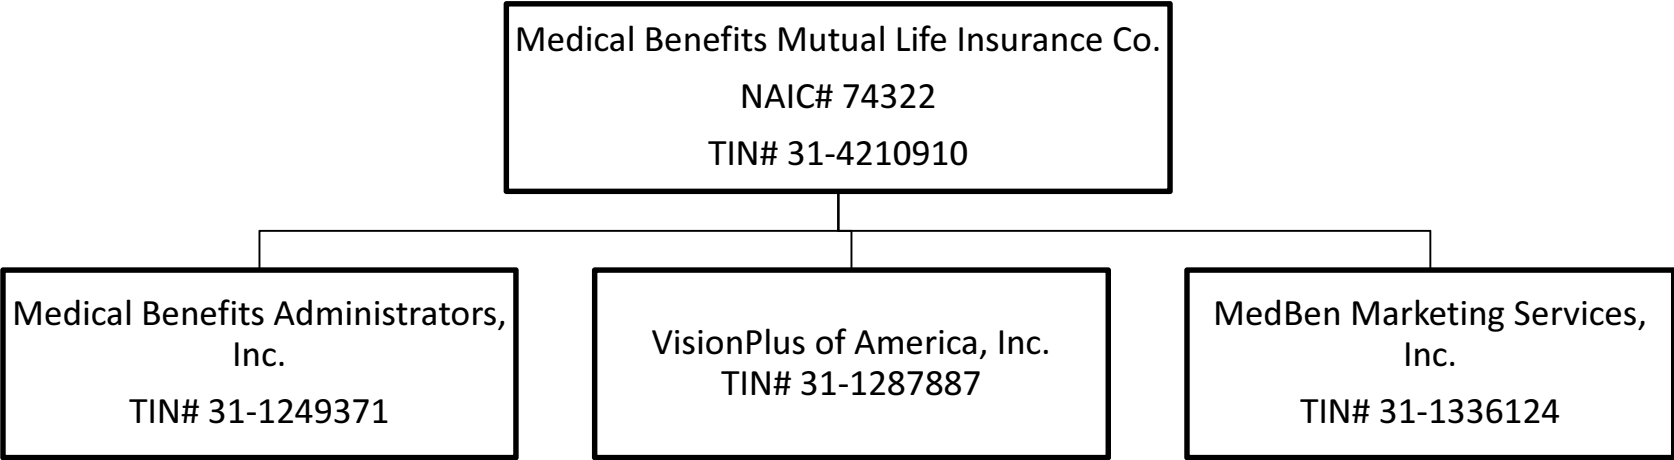 Medical Benefits Mutual Life Insurance Co.
NAIC# 74322
TIN# 31-4210910
Medical Benefits Administrators,
Inc.
TIN# 31-1249371
VisionPlus of America, Inc.
TIN# 31-1287887
MedBen Marketing Services,
Inc.
TIN# 31-1336124